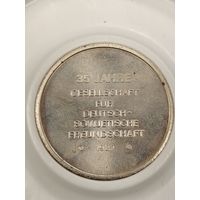 35 JAHRE
GESELLSCHAFT
FÜR
DEUTSCH-
SOWJETISCHE
FREUNDSCHAFT